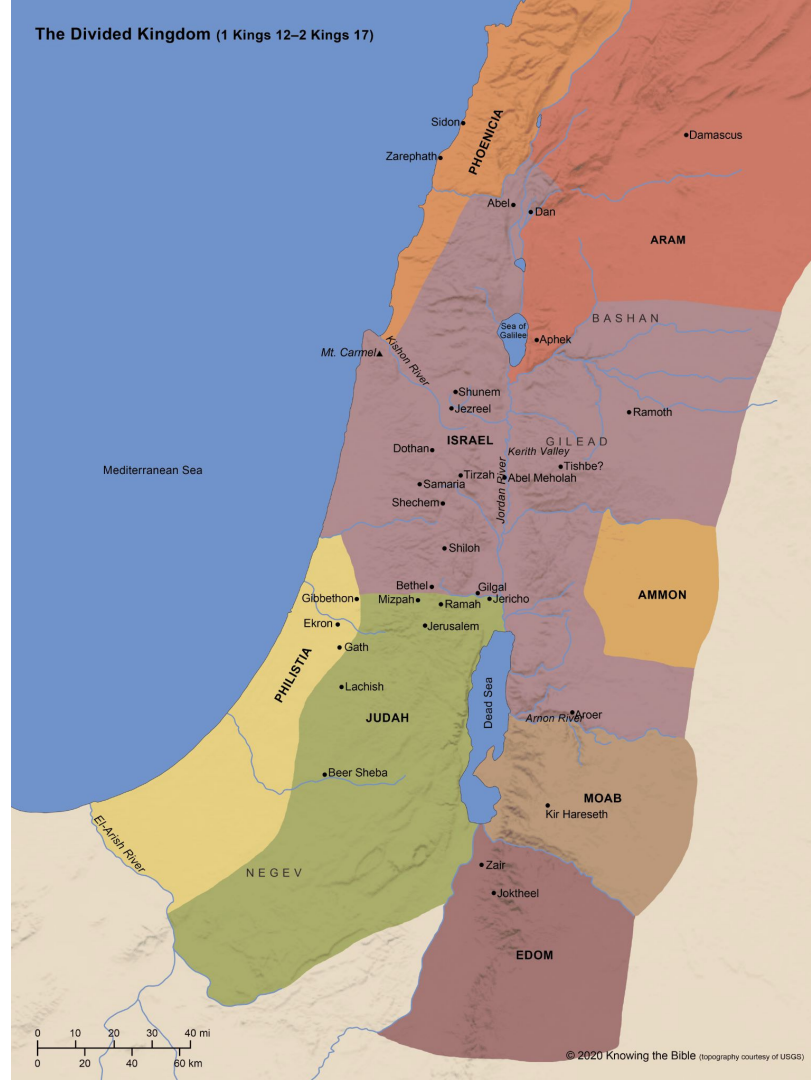 The Divided Kingdom (1 Kings 12–2 Kings 17)
Sidon
PHOENICIA
Damascus
Zarephath
Abel
Dan
ARAM
BASHAN
Sea of
Galilee
Aphek
Mt. Carmel
Kishon River
Shunem
Jezreel
Ramoth
ISRAEL
GILEAD
Dothan
Kerith Valley
Tishbe?
Mediterranean Sea
Tirzah
Abel Meholah
Samaria
Jordan River
Shechem
Shiloh
Bethel
Gilgal
AMMON
Gibbethon
Mizpah
Ramah
Jericho
Ekron
Jerusalem
Gath
PHILISTIA
Lachish
Dead Sea
JUDAH
Arnon River
Aroer
Beer Sheba
MOAB
Kir Hareseth
El-Arish River
NEGEV
Zair
Joktheel
EDOM
0 10 20 30 40 mi
0 20 40 60 km
© 2020 Knowing the Bible (topography courtesy of USGS)